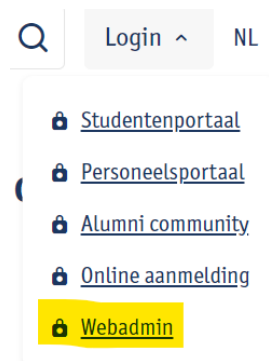 Login NL
Studentenportaal
Personeelsportaal
Alumni community
Online aanmelding
Webadmin